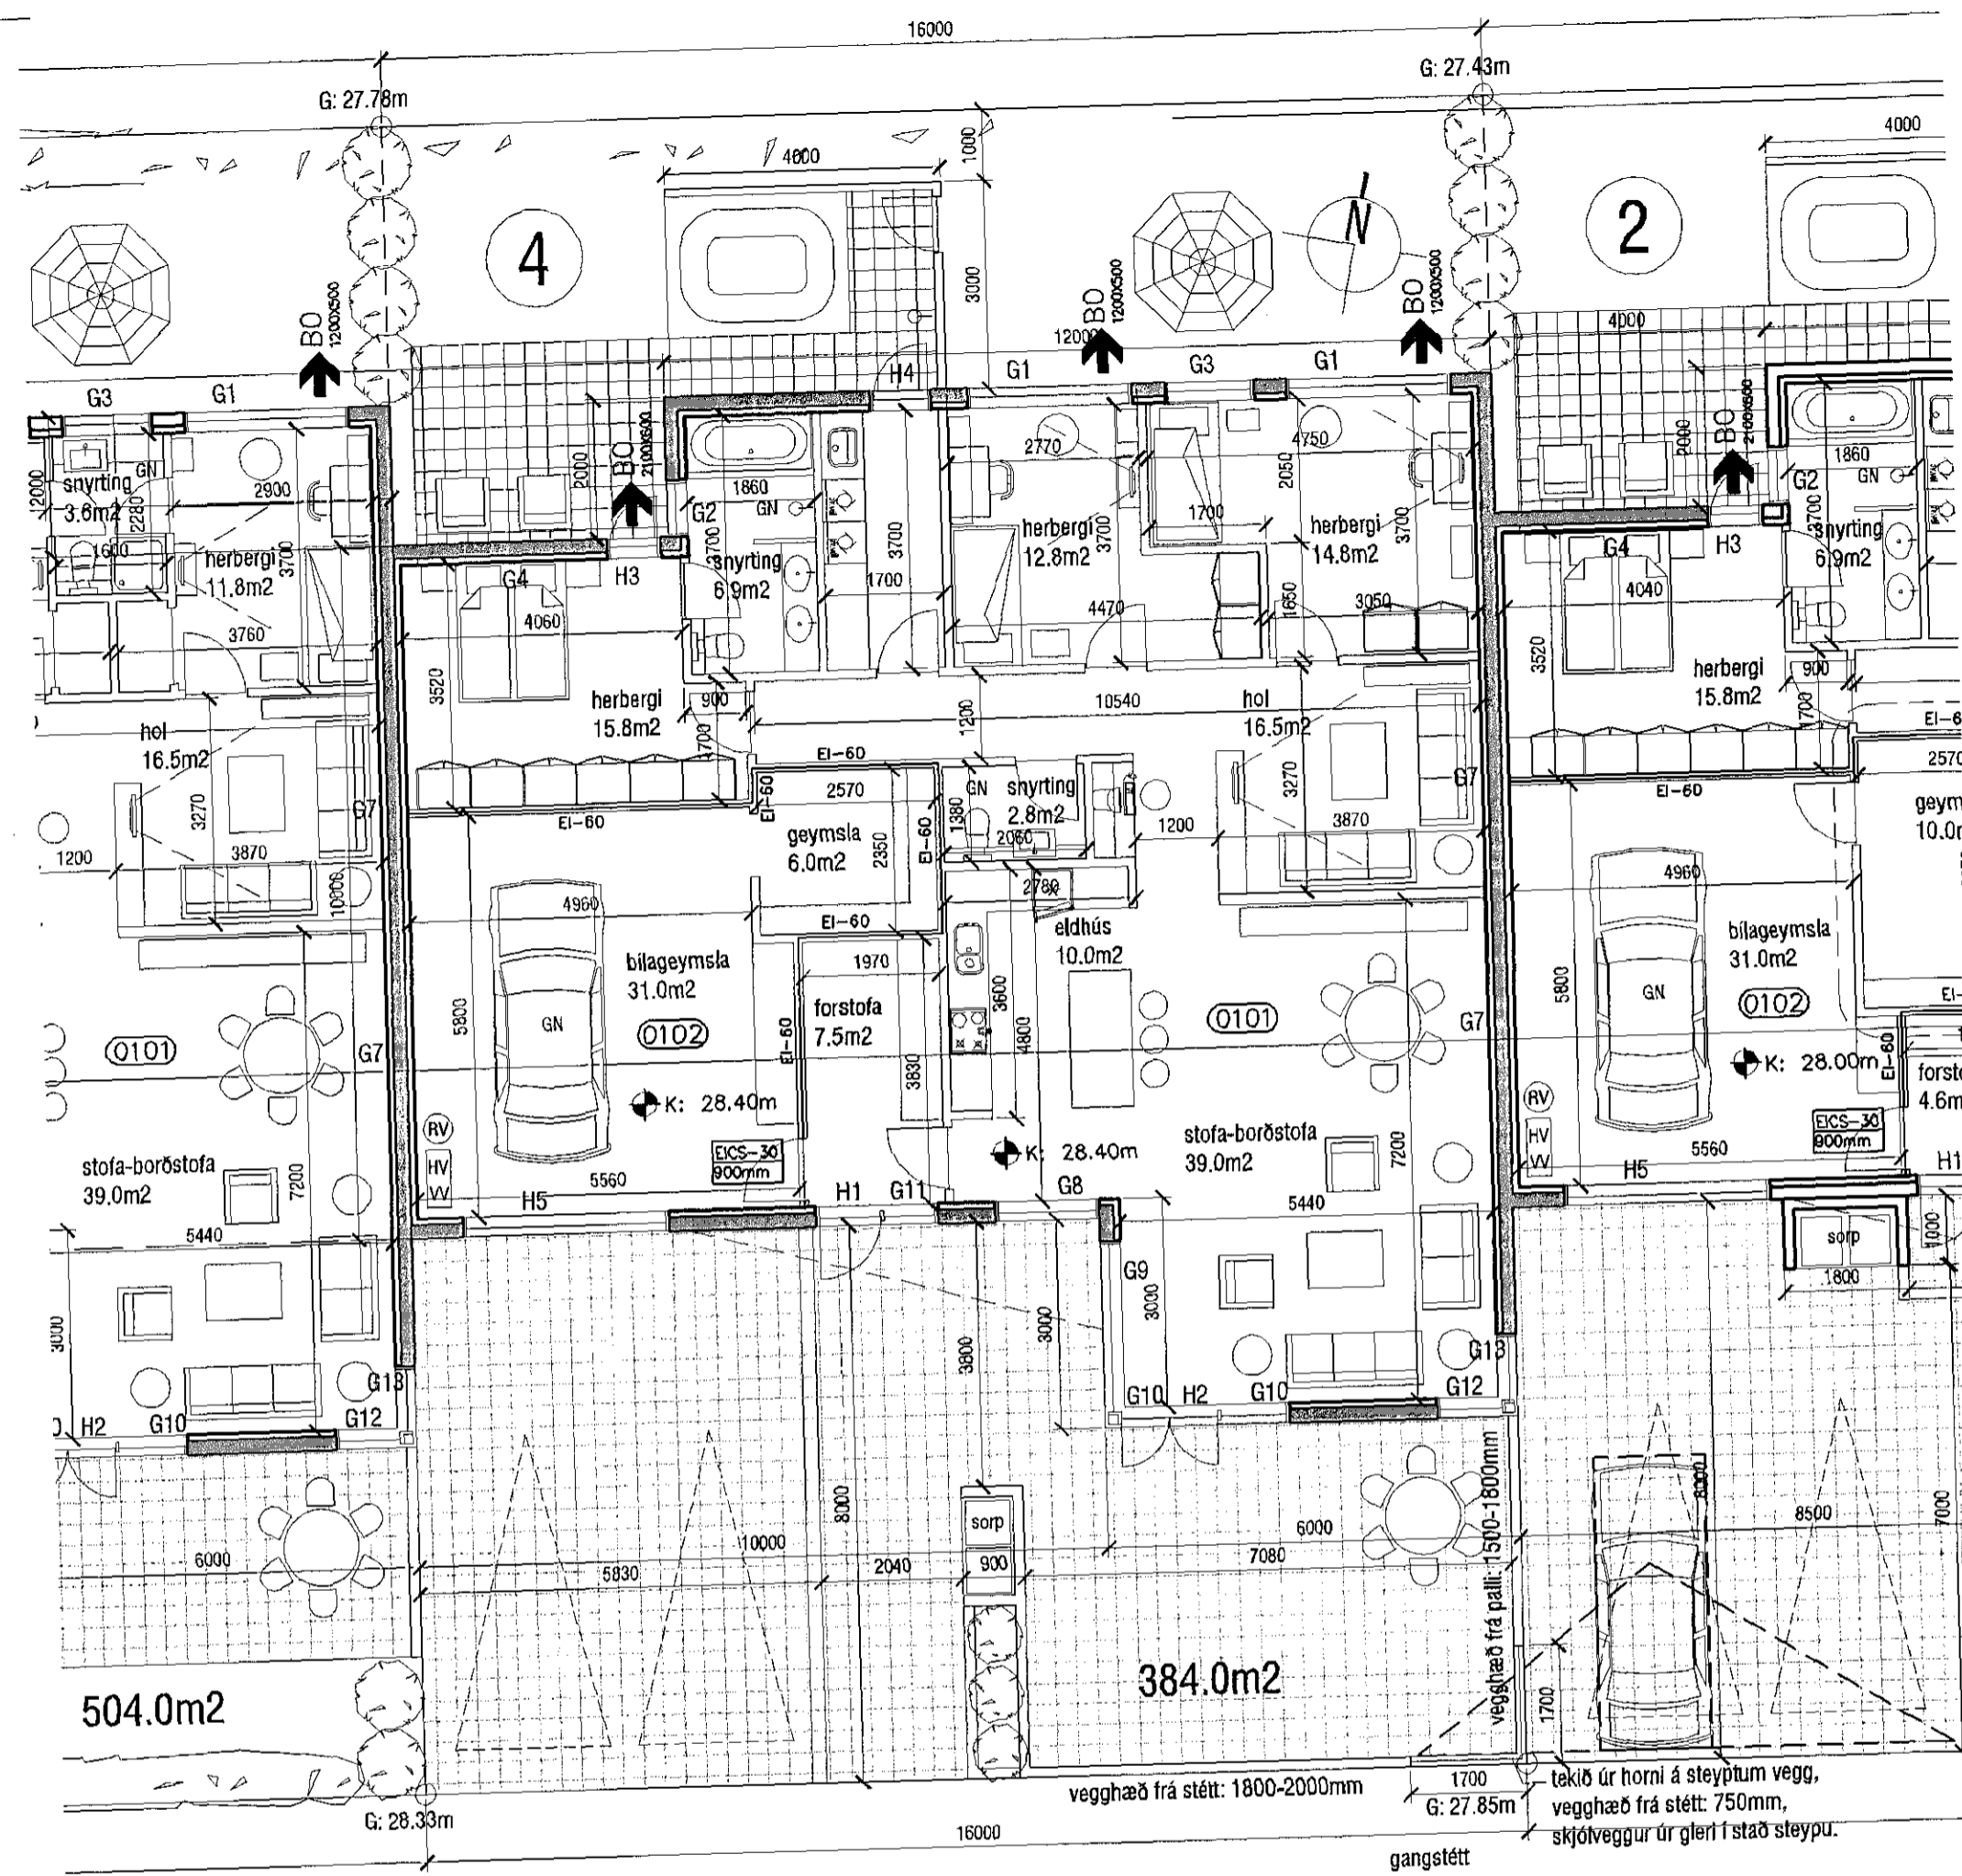 16000
G: 27.78m
G: 27.43m
4000
1000
4000
4
N
2
BO
1200X500
3000
BO
1200X500
BO
1200X500
12000
4000
G3
G1
H4
G1
G3
G1
12000
snyrting
3.6m2
GN
2280
2900
1600
herbergi
11.8m2
3700
3760
2000
BO
2100X600
G2
1860
GN
3700
snyrting
6.9m2
3700
1700
2770
herbergi
12.8m2
3700
4470
4750
2050
1700
herbergi
14.8m2
3700
1650
3050
2000
BO
2100X600
G2
1860
GN
3700
snyrting
6.9m2
G4
H3
4060
3520
herbergi
15.8m2
900
1700
G4
H3
4040
3520
herbergi
15.8m2
900
1700
hol
16.5m2
3270
G7
1200
3870
10000
1200
10540
hol
16.5m2
3270
G7
1200
3870
EI-60
EI-60
EI-60
2570
geymsla
6.0m2
2350
EI-60
EI-60
GN
snyrting
2.8m2
1380
2060
2780
EI-60
2570
4960
bílageymsla
31.0m2
5800
GN
0102
K: 28.40m
1970
forstofa
7.5m2
EI-60
3830
eldhús
10.0m2
3600
4800
0101
G7
0101
G7
4960
bílageymsla
31.0m2
5800
GN
0102
K: 28.00m
EI-60
4.6m
RV
HV
VV
EICS-30
900mm
5560
H5
H1
G11
K: 28.40m
G8
stofa-borðstofa
39.0m2
7200
5440
stofa-borðstofa
39.0m2
7200
5440
RV
HV
VV
EICS-30
900mm
5560
H5
H1
sorp
1800
1000
3000
G9
3000
3000
3800
G13
G10
H2
G10
G12
G13
H2
G10
G12
6000
5830
10000
8000
2040
sorp
900
6000
7080
8000
8500
7000
vegghæð frá palli: 1500-1800mm
1700
504.0m2
384.0m2
vegghæð frá stétt: 1800-2000mm
1700
G: 27.85m
tekið úr horni á steyptum vegg,
vegghæð frá stétt: 750mm,
skjólveggur úr gleri í stað steypu.
G: 28.33m
16000
gangstétt